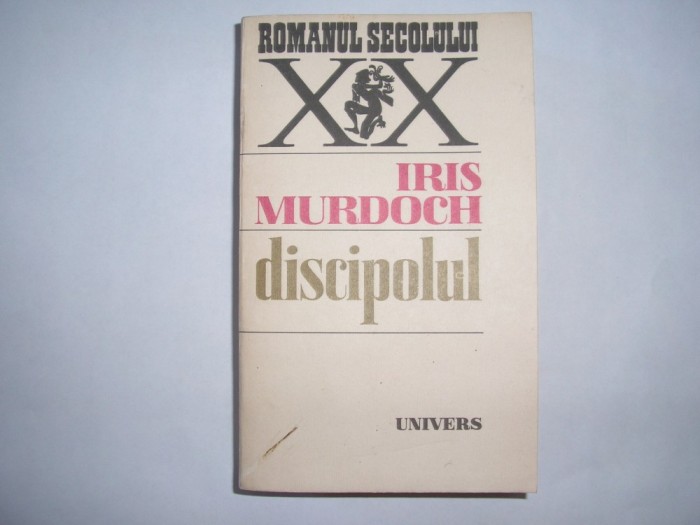 ROMANUL SECOLULUI
XX
IRIS
MURDOCH
discipolul
UNIVERS